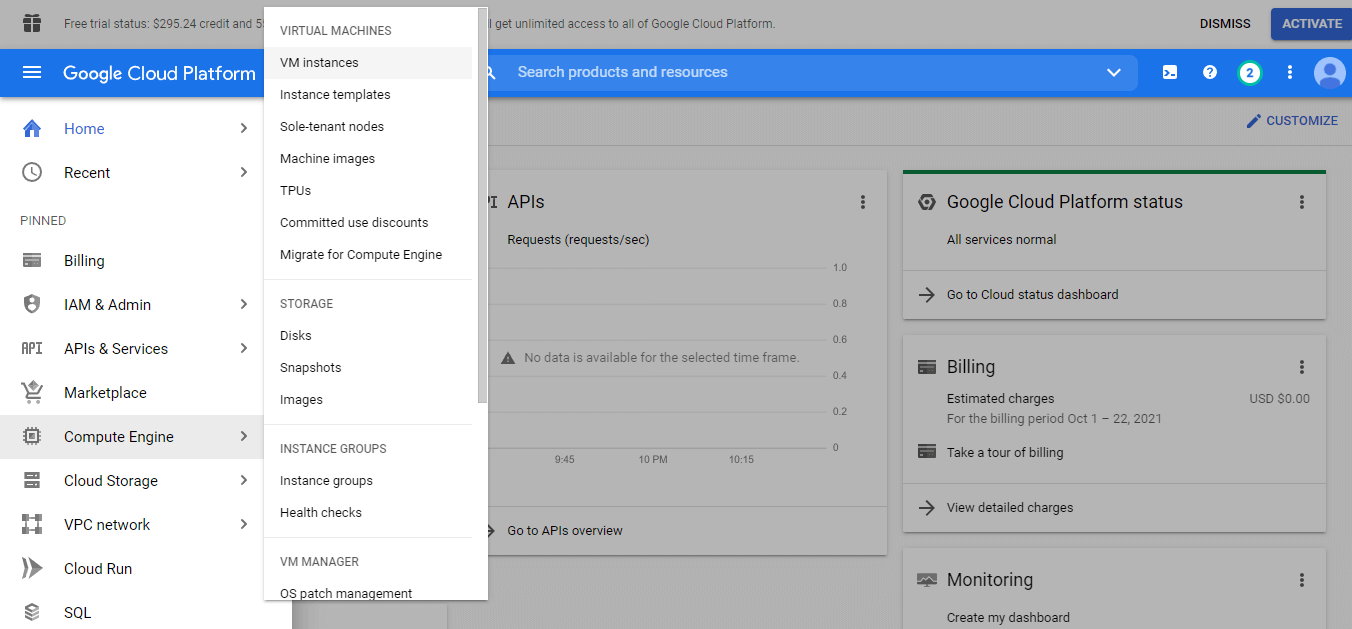 Free trial status: $295.24 credit and
get unlimited access to all of Google Cloud Platform.
DISMISS
ACTIVATE
Google Cloud Platform
Search products and resources
2
Home
Recent
PINNED
Billing
IAM & Admin
API APIs & Services
Marketplace
Compute Engine
Cloud Storage
VPC network
Cloud Run
SQL
VIRTUAL MACHINES
VM instances
Instance templates
Sole-tenant nodes
Machine images
TPUs
Committed use discounts
Migrate for Compute Engine
STORAGE
Disks
Snapshots
Images
INSTANCE GROUPS
Instance groups
Health checks
VM MANAGER
OS patch management
CUSTOMIZE
APIs
Requests (requests/sec)
1.0
0.8
0.6
No data is available for the selected time frame.
0.4
0.2
0
9:45
10 PM
10:15
Go to APIs overview
Google Cloud Platform status
All services normal
Go to Cloud status dashboard
Billing
Estimated charges
USD $0.00
For the billing period Oct 1 – 22, 2021
Take a tour of billing
View detailed charges
Monitoring
Create my dashboard